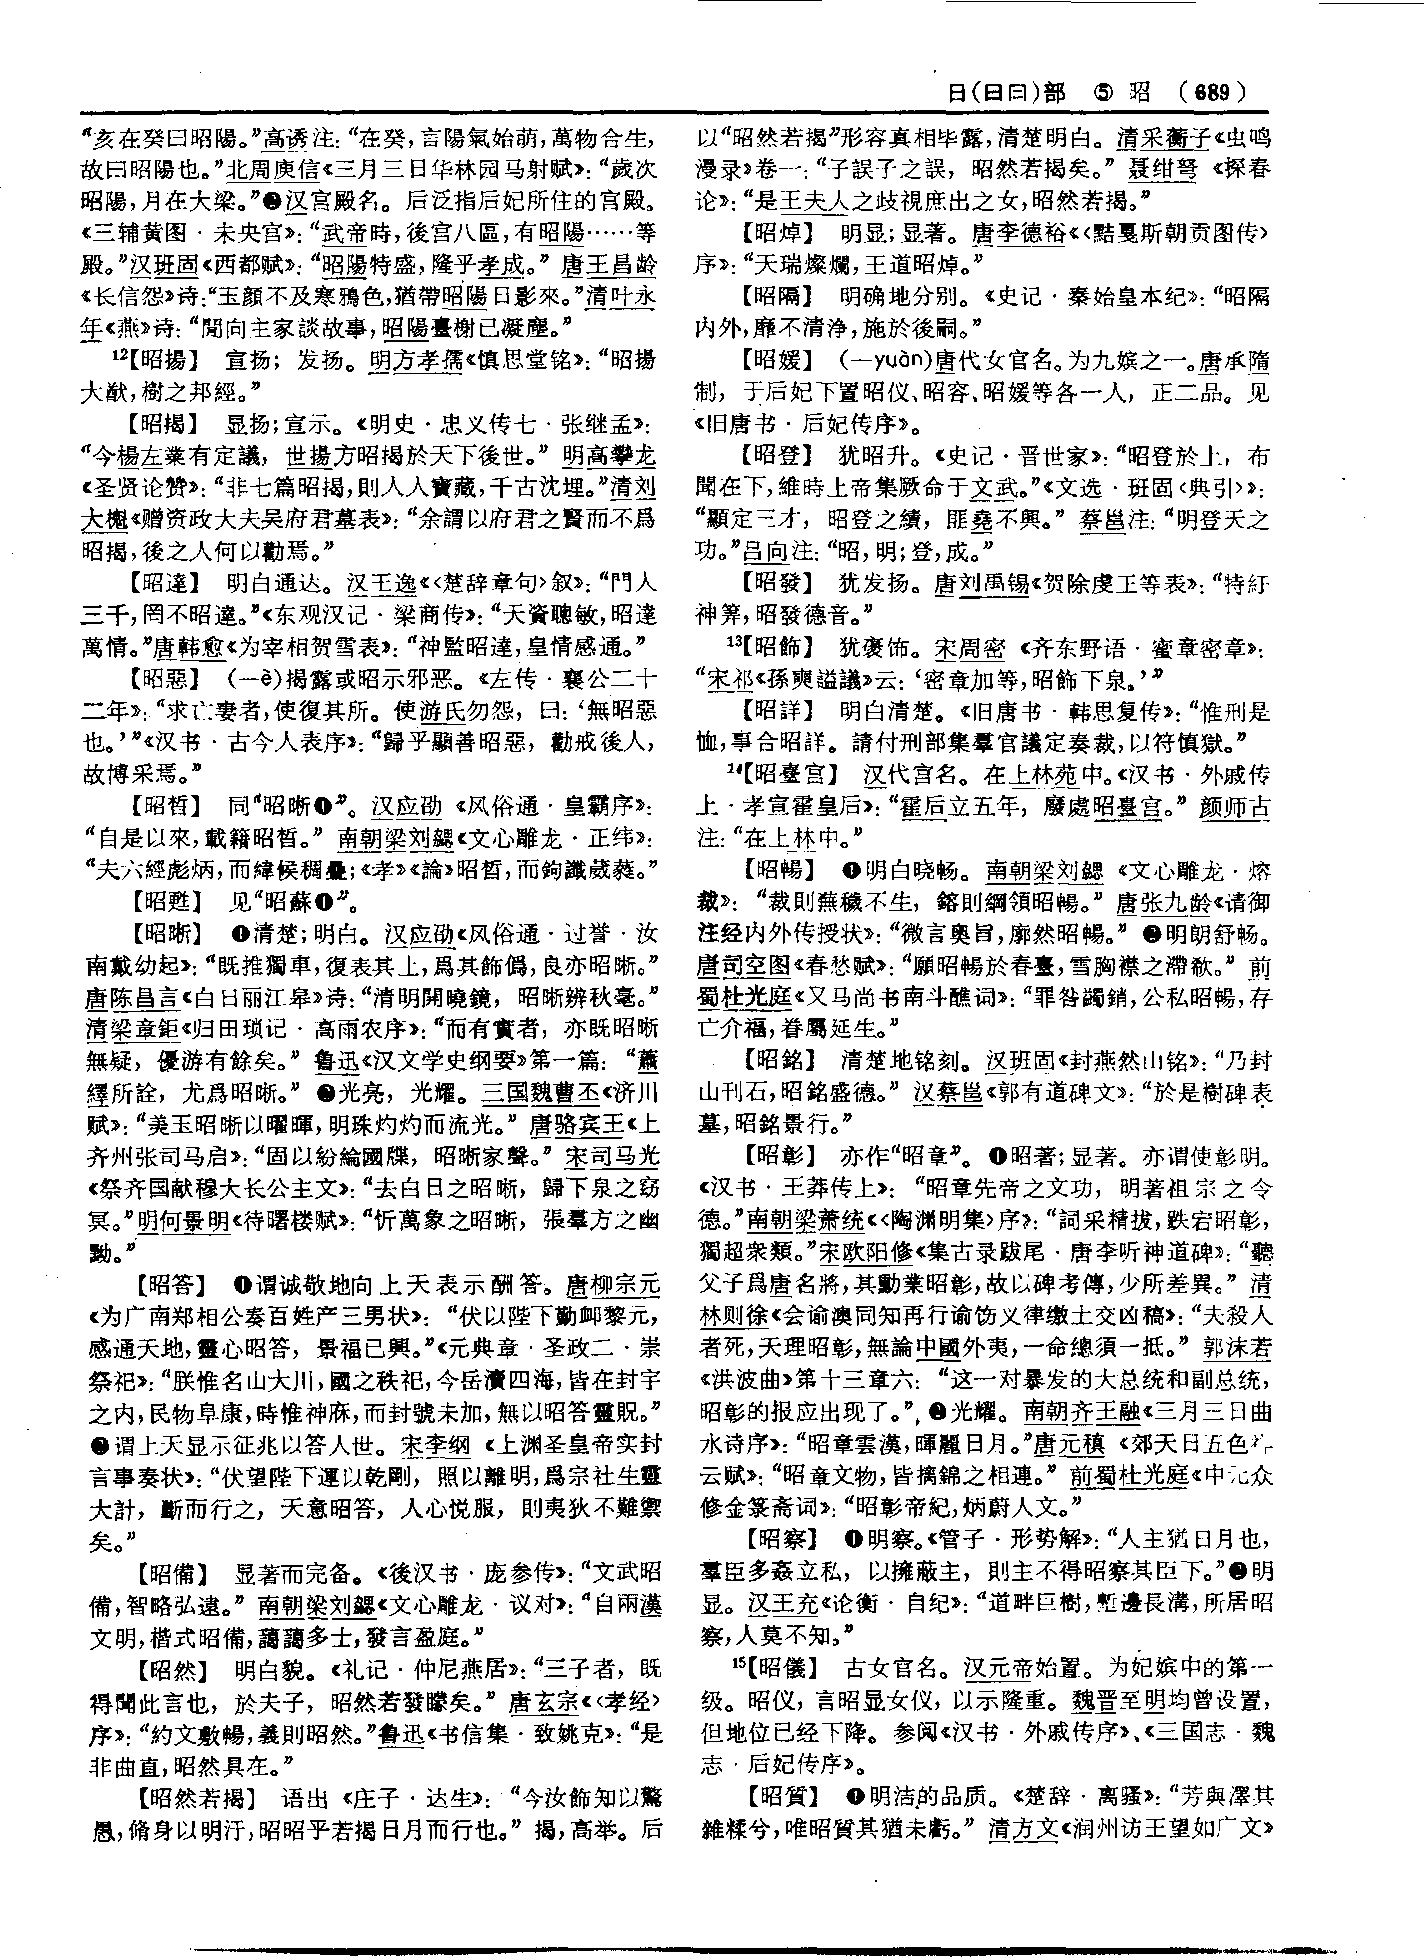 日(日曰)部　⑤　昭　(689)
“亥在癸曰昭陽。”高诱注:“在癸,言陽氣始萌,萬物合生,
故曰昭陽也。”北周庾信《三月三日华林园马射赋》:“歲次
昭陽,月在大梁。”❷汉宫殿名。后泛指后妃所住的宫殿。
《三辅黄图·未央宫》:“武帝時,後宫八區,有昭陽……等
殿。”汉班固《西都赋》:“昭陽特盛,隆乎孝成。”唐王昌龄
《长信怨》诗:“玉顔不及寒鴉色,猶帶昭陽日影來。”清叶永
年《燕》诗:“閒向主家談故事,昭陽臺榭已凝塵。”
¹²【昭揚】　宣扬;发扬。明方孝孺《慎思堂铭》:“昭揚
大猷,樹之邦經。”
【昭揭】　显扬;宣示。《明史·忠义传七·张继孟》:
“今楊左業有定議,世揚方昭揭於天下後世。”明高攀龙
《圣贤论赞》:“非七篇昭揭,則人人寳藏,千古沈埋。”清刘
大櫆《赠资政大夫吴府君墓表》:“余謂以府君之賢而不爲
昭揭,後之人何以勸焉。”
【昭達】　明白通达。汉王逸《〈楚辞章句〉叙》:“門人
三千,罔不昭達。”《东观汉记·梁商传》:“天資聰敏,昭達
萬情。”唐韩愈《为宰相贺雪表》:“神監昭達,皇情感通。”
【昭惡】　(—è)揭露或昭示邪恶。《左传·襄公二十
二年》:“求亡妻者,使復其所。使游氏勿怨,曰:‘無昭惡
也。’”《汉书·古今人表序》:“歸乎顯善昭惡,勸戒後人,
故博采焉。”
【昭晢】　同“昭晣❶”。汉应劭《风俗通·皇霸序》:
“自是以來,載籍昭晢。”南朝梁刘勰《文心雕龙·正纬》:
“夫六經彪炳,而緯候稠疊;《孝》《論》昭晢,而鉤讖葳蕤。”
【昭甦】　见“昭蘇❶”。
【昭晣】　❶清楚;明白。汉应劭《风俗通·过誉·汝
南戴幼起》:“既推獨車,復表其上,爲其飾僞,良亦昭晣。”
唐陈昌言《白日丽江皋》诗:“清明開曉鏡,昭晣辨秋毫。”
清梁章鉅《归田琐记·高雨农序》:“而有實者,亦既昭晣
無疑,優游有餘矣。”鲁迅《汉文学史纲要》第一篇:“蕭
繹所詮,尤爲昭晣。”❷光亮,光耀。三国魏曹丕《济川
赋》:“美玉昭晣以曜暉,明珠灼灼而流光。”唐骆宾王《上
齐州张司马启》:“固以紛綸國牒,昭晣家聲。”宋司马光
《祭齐国献穆大长公主文》:“去白日之昭晣,歸下泉之窈
冥。”明何景明《待曙楼赋》:“忻萬象之昭晣,張羣方之幽
黝。”
【昭答】　❶谓诚敬地向上天表示酬答。唐柳宗元
《为广南郑相公奏百姓产三男状》:“伏以陛下勤卹黎元,
感通天地,靈心昭答,景福已興。”《元典章·圣政二·崇
祭祀》:“朕惟名山大川,國之秩祀,今岳瀆四海,皆在封宇
之内,民物阜康,時惟神庥,而封號未加,無以昭答靈貺。”
❷谓上天显示征兆以答人世。宋李纲《上渊圣皇帝实封
言事奏状》:“伏望陛下運以乾剛,照以離明,爲宗社生靈
大計,斷而行之,天意昭答,人心悦服,則夷狄不難禦
矣。”
【昭備】　显著而完备。《後汉书·庞参传》:“文武昭
備,智略弘遠。”南朝梁刘勰《文心雕龙·议对》:“自兩漢
文明,楷式昭備,藹藹多士,發言盈庭。”
【昭然】　明白貌。《礼记·仲尼燕居》:“三子者,既
得聞此言也,於夫子,昭然若發矇矣。”唐玄宗《〈孝经〉
序》:“約文敷暢,義則昭然。”鲁迅《书信集·致姚克》:“是
非曲直,昭然具在。”
【昭然若揭】　语出《庄子·达生》:“今汝飾知以驚
愚,脩身以明汙,昭昭乎若揭日月而行也。”揭,高举。后
以“昭然若揭”形容真相毕露,清楚明白。清采蘅子《虫鸣
漫录》卷一:“子誤子之誤,昭然若揭矣。”聂绀弩《探春
论》:“是王夫人之歧視庶出之女,昭然若揭。”
【昭焯】　明显;显著。唐李德裕《〈黠戛斯朝贡图传〉
序》:“天瑞燦爛,王道昭焯。”
【昭隔】　明确地分别。《史记·秦始皇本纪》:“昭隔
内外,靡不清净,施於後嗣。”
【昭媛】　(—yuàn)唐代女官名。为九嫔之一。唐承隋
制,于后妃下置昭仪、昭容、昭媛等各一人,正二品。见
《旧唐书·后妃传序》。
【昭登】　犹昭升。《史记·晋世家》:“昭登於上,布
聞在下,維時上帝集厥命于文武。”《文选·班固〈典引〉》:
“顯定三才,昭登之績,匪堯不興。”蔡邕注:“明登天之
功。”吕向注:“昭,明;登,成。”
【昭發】　犹发扬。唐刘禹锡《贺除虔王等表》:“特紆
神筭,昭發德音。”
¹³【昭飾】　犹褒饰。宋周密《齐东野语·蜜章密章》:
“宋祁《孫奭謚議》云:‘密章加等,昭飾下泉。’”
【昭詳】　明白清楚。《旧唐书·韩思复传》:“惟刑是
恤,事合昭詳。請付刑部集羣官議定奏裁,以符慎獄。”
¹⁴【昭臺宫】　汉代宫名。在上林苑中。《汉书·外戚传
上·孝宣霍皇后》:“霍后立五年,廢處昭臺宫。”颜师古
注:“在上林中。”
【昭暢】　❶明白晓畅。南朝梁刘勰《文心雕龙·熔
裁》:“裁則蕪穢不生,鎔則綱領昭暢。”唐张九龄《请御
注经内外传授状》:“微言奥旨,廓然昭暢。”❷明朗舒畅。
唐司空图《春愁赋》:“願昭暢於春臺,雪胸襟之滯欷。”前
蜀杜光庭《又马尚书南斗醮词》:“罪咎蠲銷,公私昭暢,存
亡介福,眷屬延生。”
【昭銘】　清楚地铭刻。汉班固《封燕然山铭》:“乃封
山刊石,昭銘盛德。”汉蔡邕《郭有道碑文》:“於是樹碑表
墓,昭銘景行。”
【昭彰】　亦作“昭章”。❶昭著;显著。亦谓使彰明。
《汉书·王莽传上》:“昭章先帝之文功,明著祖宗之令
德。”南朝梁萧统《〈陶渊明集〉序》:“詞采精拔,跌宕昭彰,
獨超衆類。”宋欧阳修《集古录跋尾·唐李听神道碑》:“聽
父子爲唐名將,其勳業昭彰,故以碑考傳,少所差異。”清
林则徐《会谕澳同知再行谕饬义律缴土交凶稿》:“夫殺人
者死,天理昭彰,無論中國外夷,一命總須一抵。”郭沫若
《洪波曲》第十三章六:“这一对暴发的大总统和副总统,
昭彰的报应出现了。”❷光耀。南朝齐王融《三月三日曲
水诗序》:“昭章雲漢,暉麗日月。”唐元稹《郊天日五色祥
云赋》:“昭章文物,皆摛錦之相連。”前蜀杜光庭《中元众
修金箓斋词》:“昭彰帝紀,炳蔚人文。”
【昭察】　❶明察。《管子·形势解》:“人主猶日月也,
羣臣多姦立私,以擁蔽主,則主不得昭察其臣下。”❷明
显。汉王充《论衡·自纪》:“道畔巨樹,塹邊長溝,所居昭
察,人莫不知。”
¹⁵【昭儀】　古女官名。汉元帝始置。为妃嫔中的第一
级。昭仪,言昭显女仪,以示隆重。魏晋至明均曾设置,
但地位已经下降。参阅《汉书·外戚传序》、《三国志·魏
志·后妃传序》。
【昭質】　❶明洁的品质。《楚辞·离骚》:“芳與澤其
雜糅兮,唯昭質其猶未虧。”清方文《润州访王望如广文》